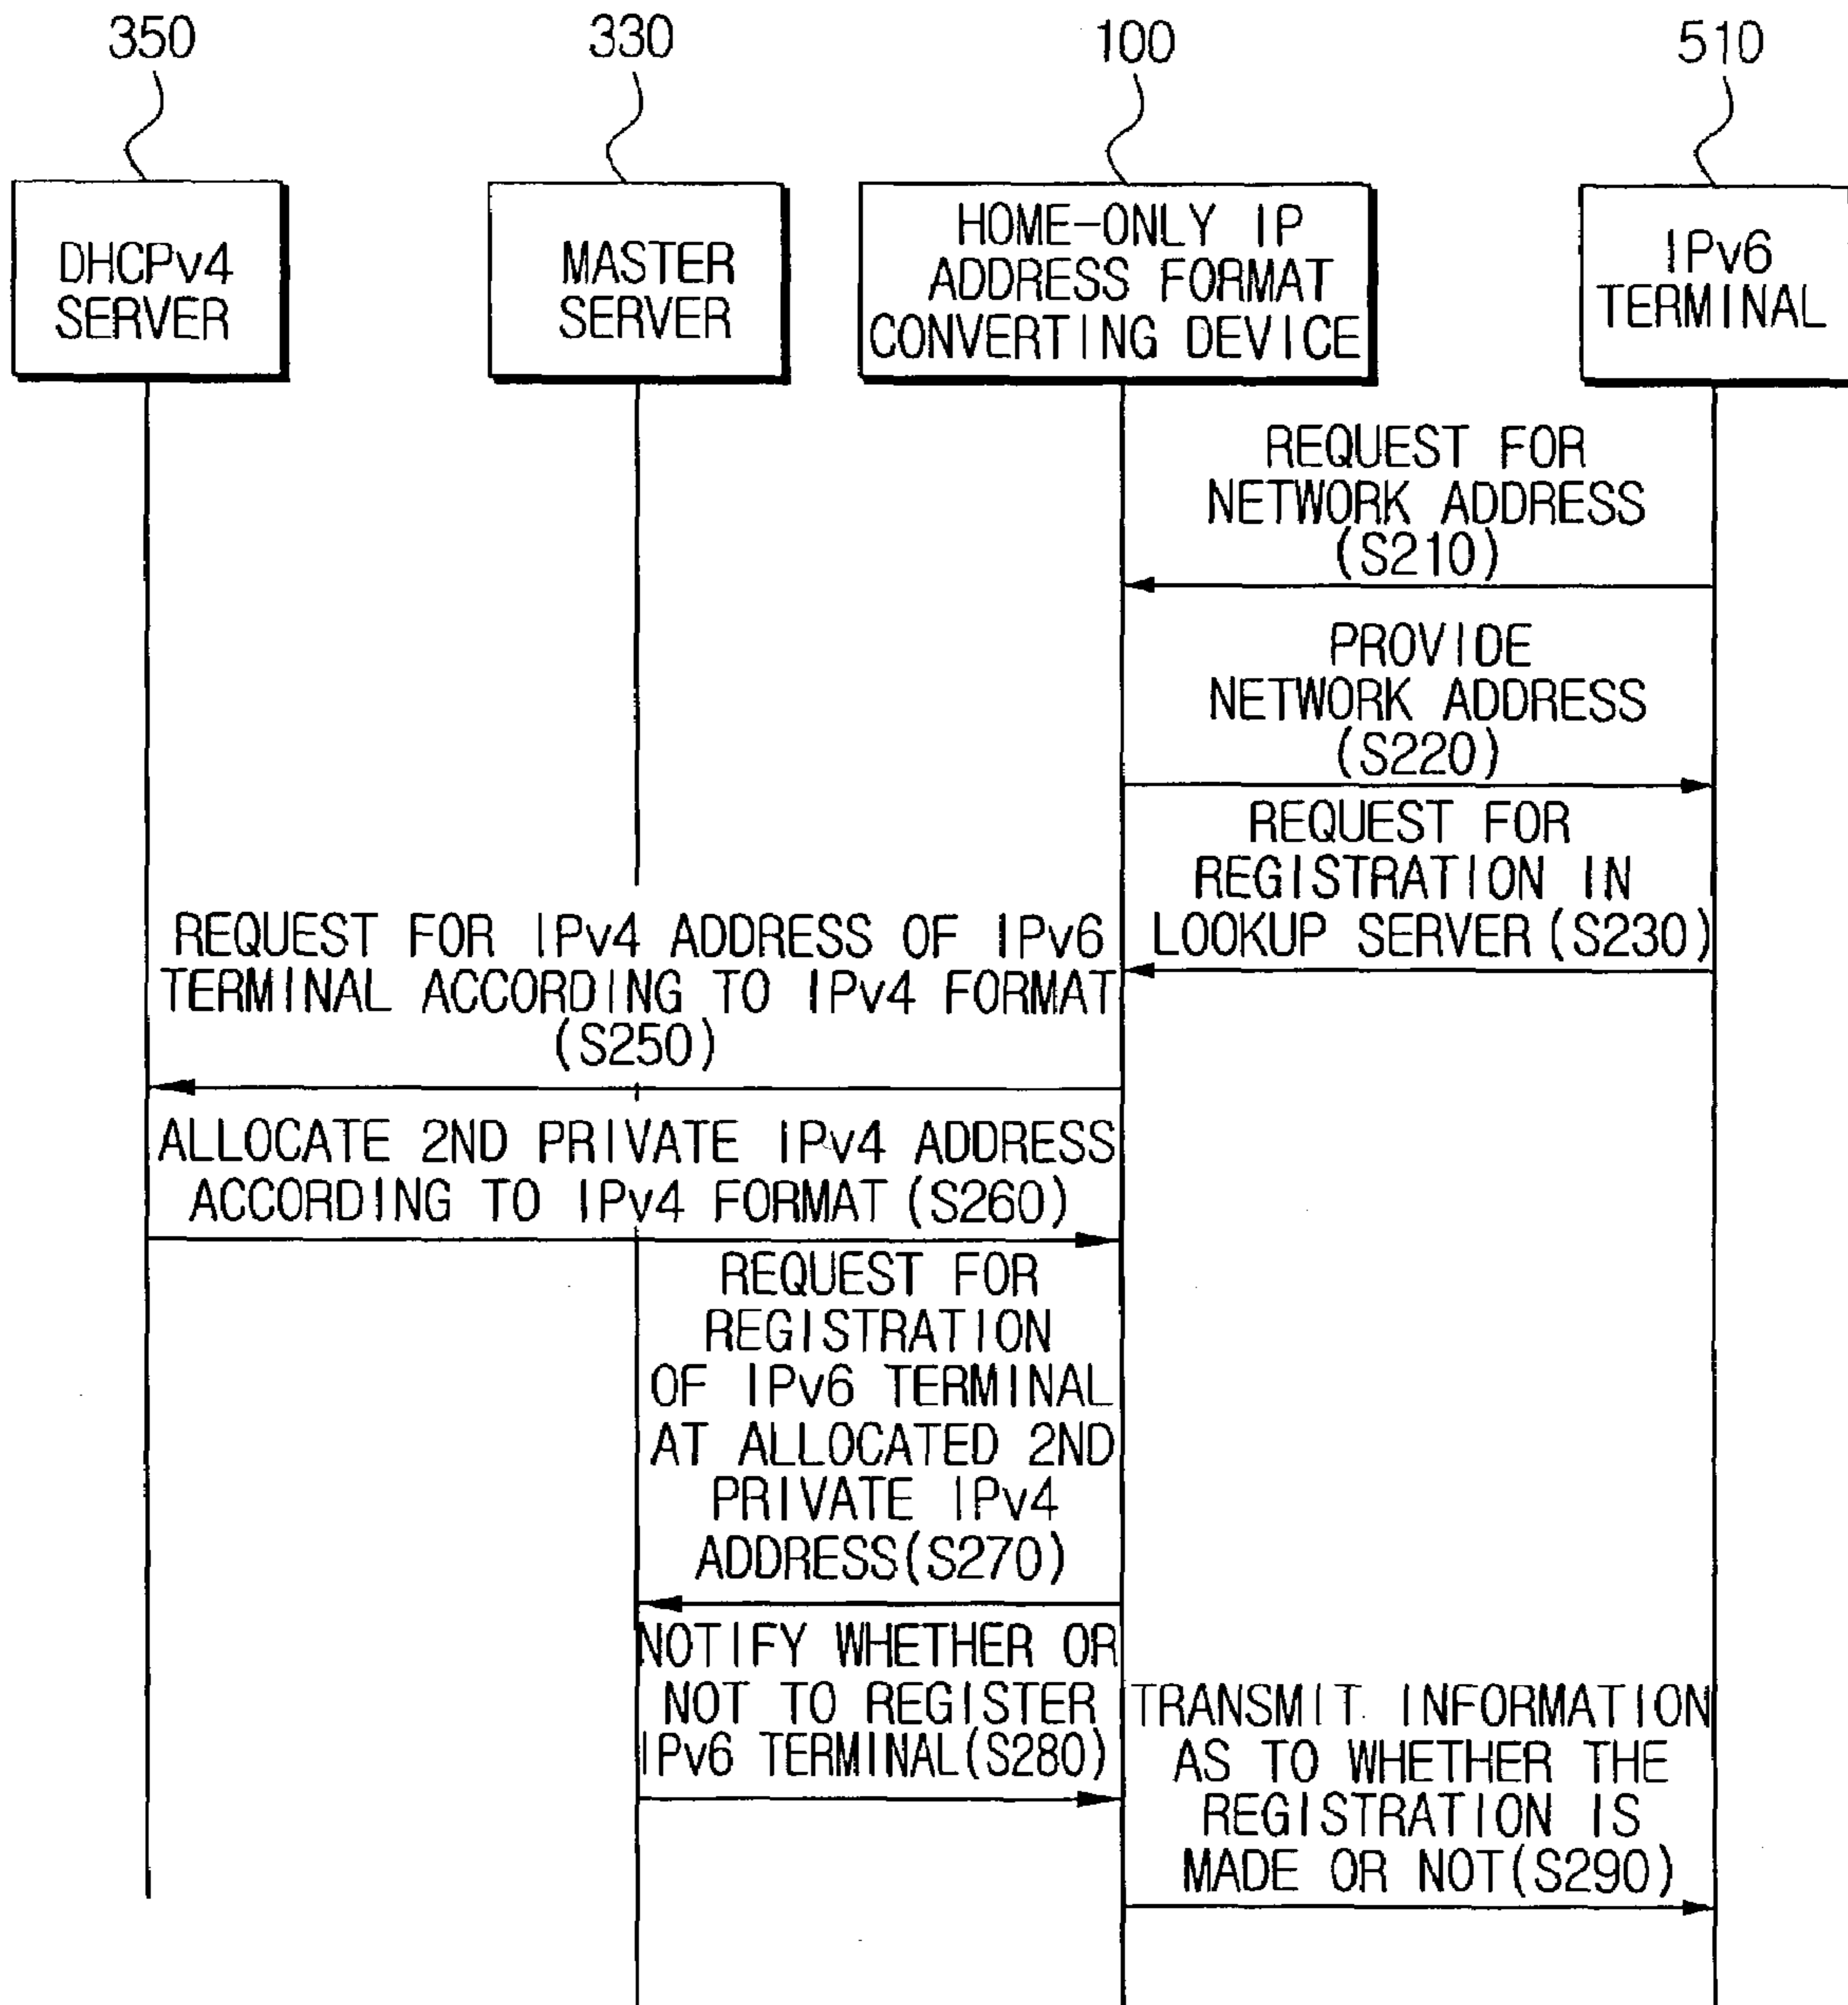 350
330
100
510
DHCPv4
SERVER
MASTER
SERVER
HOME-ONLY IP
ADDRESS FORMAT
CONVERTING DEVICE
IPv6
TERMINAL
REQUEST FOR
NETWORK ADDRESS
(S210)
PROVIDE
NETWORK ADDRESS
(S220)
REQUEST FOR
REGISTRATION IN
LOOKUP SERVER(S230)
REQUEST FOR IPv4 ADDRESS OF IPv6
TERMINAL ACCORDING TO IPv4 FORMAT
(S250)
ALLOCATE 2ND PRIVATE IPv4 ADDRESS
ACCORDING TO IPv4 FORMAT(S260)
REQUEST FOR
REGISTRATION
OF IPv6 TERMINAL
AT ALLOCATED 2ND
PRIVATE IPv4
ADDRESS(S270)
NOTIFY WHETHER OR
NOT TO REGISTER
IPv6 TERMINAL(S280)
TRANSMIT INFORMATION
AS TO WHETHER THE
REGISTRATION IS
MADE OR NOT(S290)